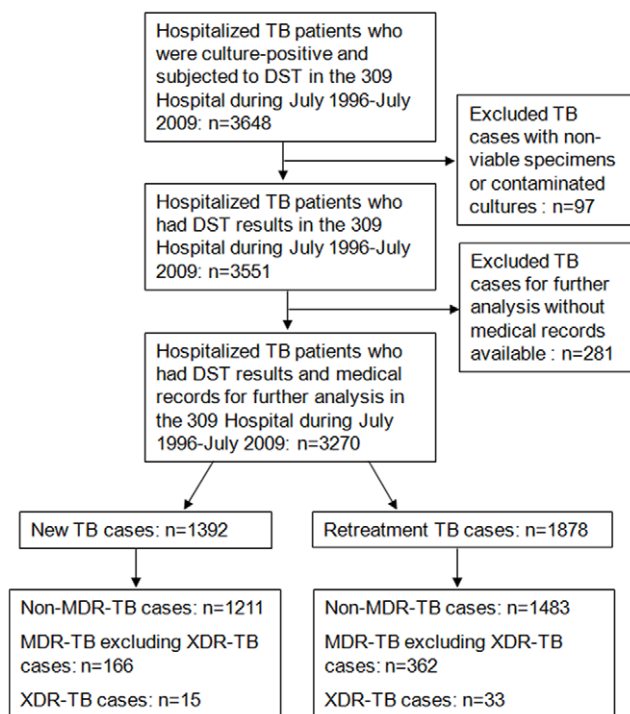 Hospitalized TB patients who
were culture-positive and
subjected to DST in the 309
Hospital during July 1996-July
2009: n=3648
Excluded TB
cases with non-
viable specimens
or contaminated
cultures : n=97
Hospitalized TB patients who
had DST results in the 309
Hospital during July 1996-July
2009: n=3551
Excluded TB
cases for further
analysis without
medical records
available : n=281
Hospitalized TB patients who
had DST results and medical
records for further analysis in
the 309 Hospital during July
1996-July 2009: n=3270
New TB cases: n=1392
Retreatment TB cases: n=1878
Non-MDR-TB cases: n=1211
MDR-TB excluding XDR-TB
cases: n=166
XDR-TB cases: n=15
Non-MDR-TB cases: n=1483
MDR-TB excluding XDR-TB
cases: n=362
XDR-TB cases: n=33